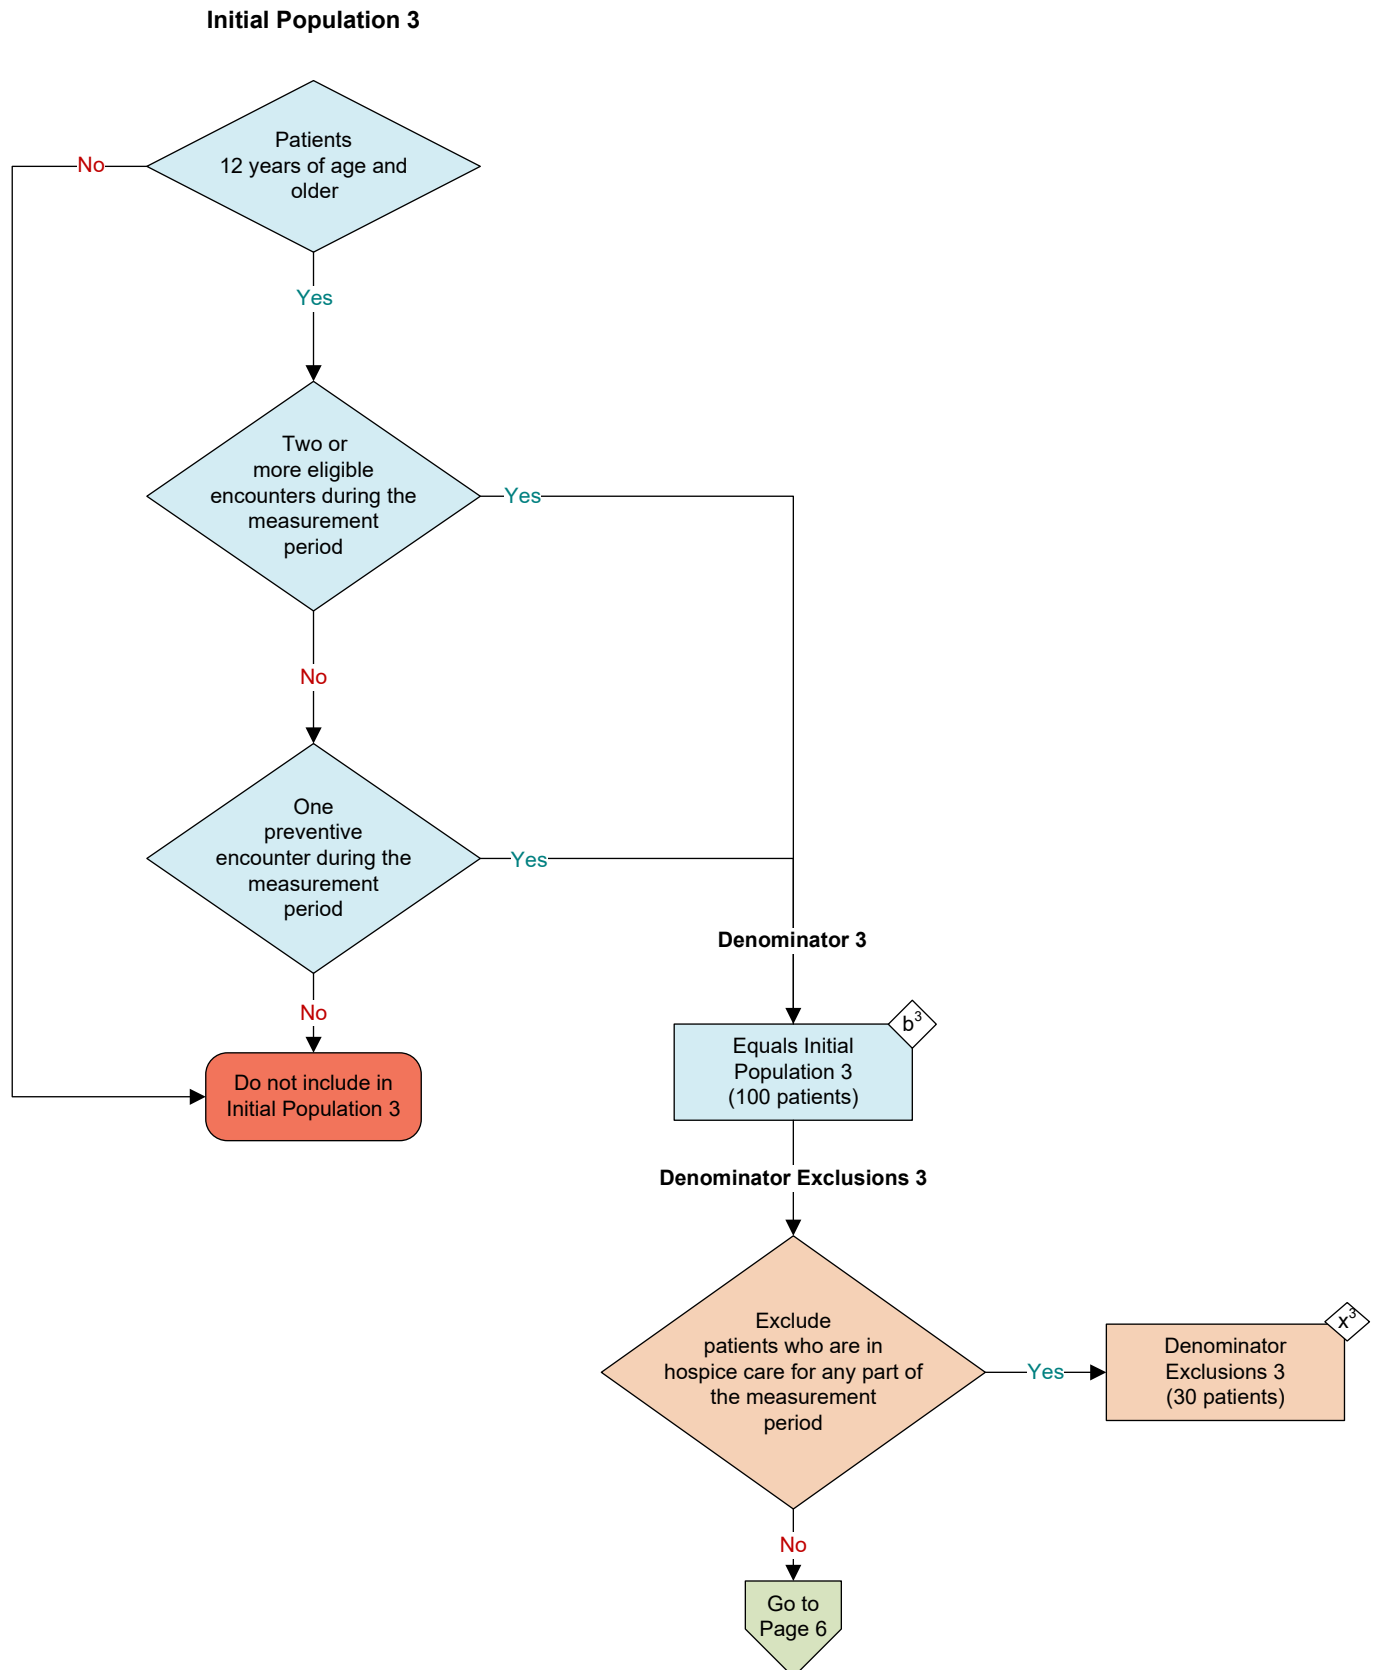 Initial Population 3
Patients
12 years of age and
older
No
Yes
Two or
more eligible
encounters during the
measurement
period
Yes
No
One
preventive
encounter during the
measurement
period
Yes
Denominator 3
No
b³
Equals Initial
Population 3
(100 patients)
Do not include in
Initial Population 3
Denominator Exclusions 3
Exclude
patients who are in
hospice care for any part of
the measurement
period
Yes
x³
Denominator
Exclusions 3
(30 patients)
No
Go to
Page 6